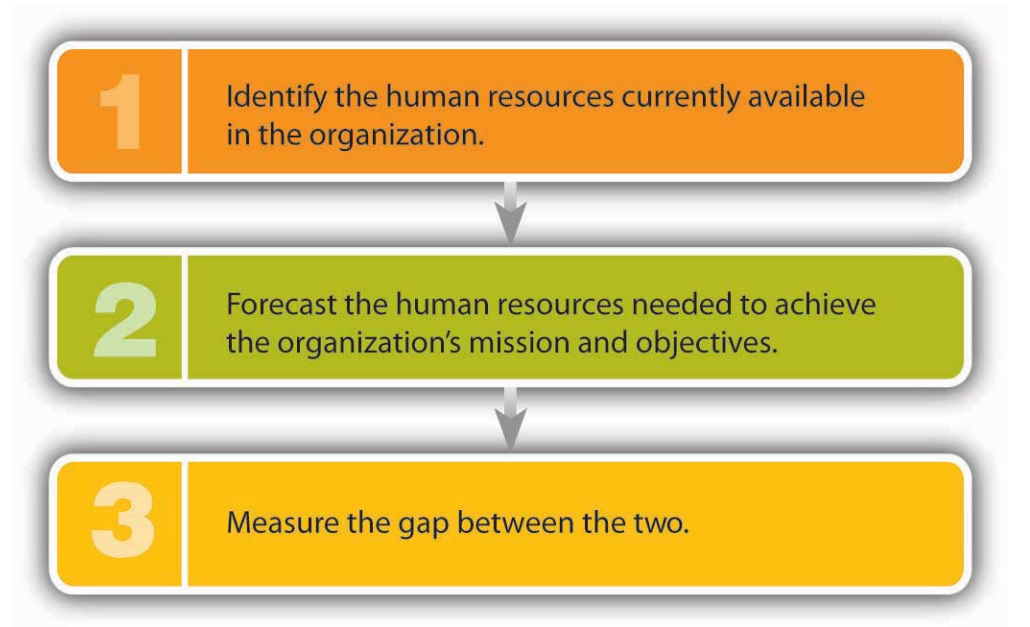 1
Identify the human resources currently available
in the organization.
2
Forecast the human resources needed to achieve
the organization’s mission and objectives.
3
Measure the gap between the two.